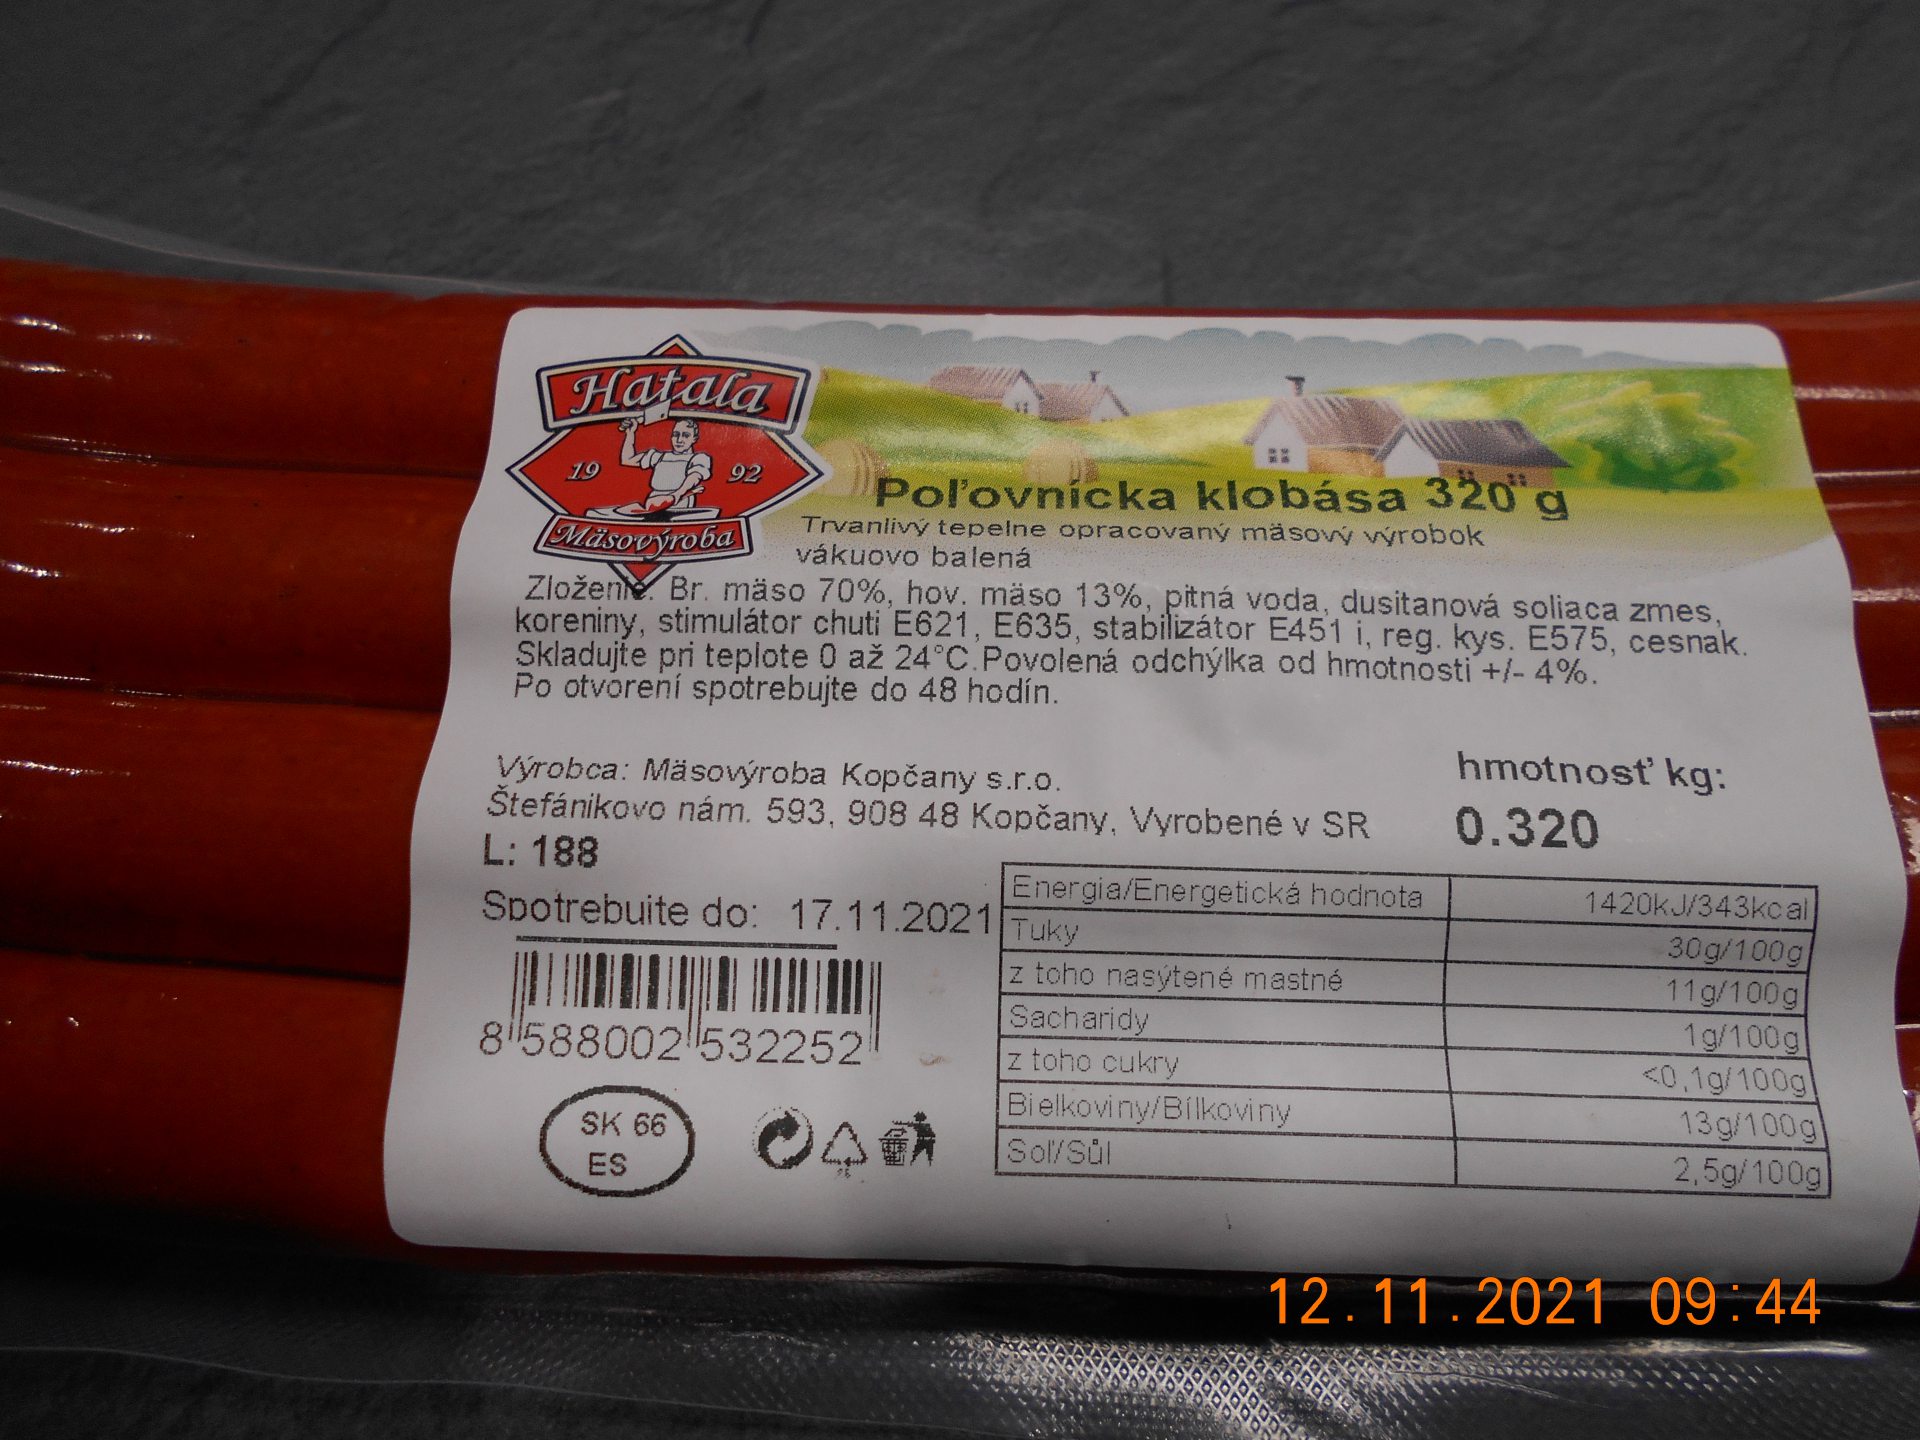 Hatala
19 92
Mäsovýroba
Poľovnícka klobása 320 g
Trvanlivý tepelne opracovaný mäsový výrobok
vákuovo balená
Zloženie: Br. mäso 70%, hov. mäso 13%, pitná voda, dusitanová soliaca zmes,
koreniny, stimulátor chuti E621, E635, stabilizátor E451 i, reg. kys. E575, cesnak.
Skladujte pri teplote 0 až 24°C.Povolená odchýlka od hmotnosti +/- 4%.
Po otvorení spotrebujte do 48 hodín.
Výrobca: Mäsovýroba Kopčany s.r.o.
Štefánikovo nám. 593, 908 48 Kopčany, Vyrobené v SR
hmotnosť kg:
0.320
L: 188
Spotrebujte do: 17.11.2021
8 588002 532252
SK 66
ES
Energia/Energetická hodnota 1420kJ/343kcal
Tuky 30g/100g
z toho nasýtené mastné 11g/100g
Sacharidy 1g/100g
z toho cukry <0,1g/100g
Bielkoviny/Bílkoviny 13g/100g
Soľ/Sůl 2,5g/100g
12.11.2021 09:44